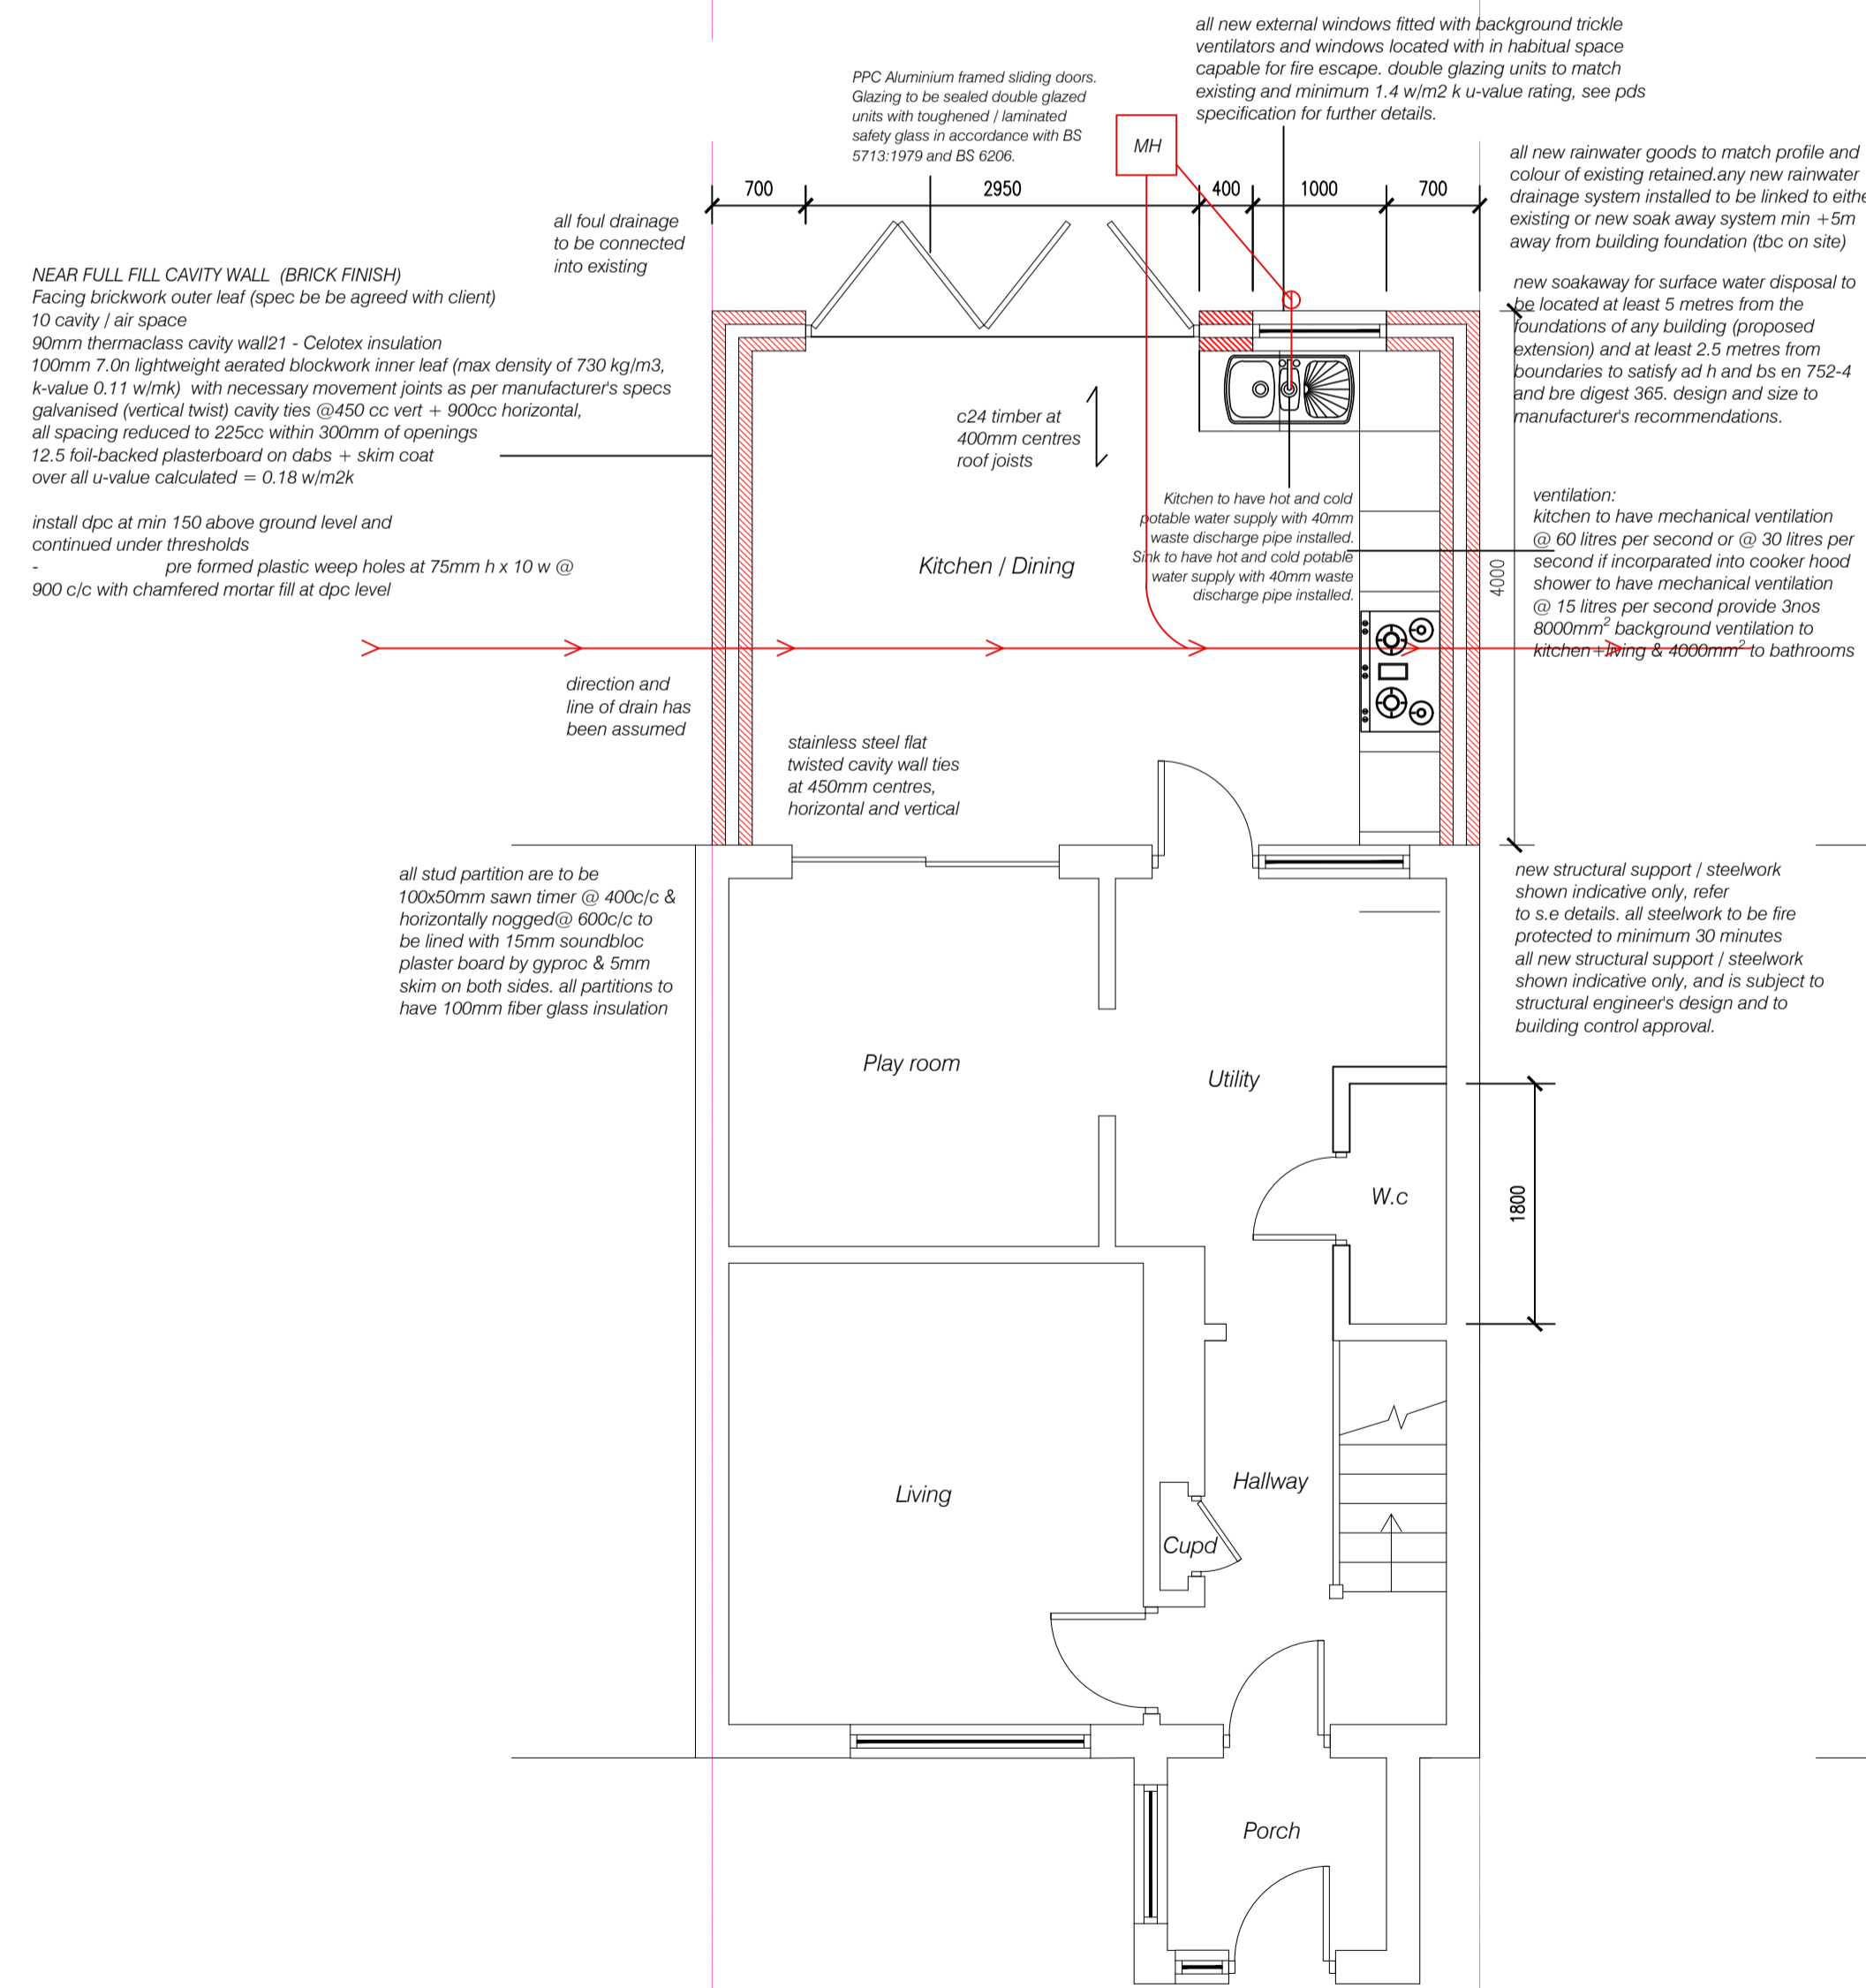 all new external windows fitted with background trickle
ventilators and windows located with in habitual space
capable for fire escape. double glazing units to match
existing and minimum 1.4 w/m2 k u-value rating, see pds
specification for further details.
PPC Aluminium framed sliding doors.
Glazing to be sealed double glazed
units with toughened / laminated
safety glass in accordance with BS
5713:1979 and BS 6206.
MH
all new rainwater goods to match profile and
colour of existing retained.any new rainwater
drainage system installed to be linked to eithe
existing or new soak away system min +5m
away from building foundation (tbc on site)
700
2950
400
1000
700
all foul drainage
to be connected
into existing
NEAR FULL FILL CAVITY WALL (BRICK FINISH)
Facing brickwork outer leaf (spec be be agreed with client)
10 cavity / air space
90mm thermaclass cavity wall21 - Celotex insulation
100mm 7.0n lightweight aerated blockwork inner leaf (max density of 730 kg/m3,
k-value 0.11 w/mk) with necessary movement joints as per manufacturer's specs
galvanised (vertical twist) cavity ties @450 cc vert + 900cc horizontal,
all spacing reduced to 225cc within 300mm of openings
12.5 foil-backed plasterboard on dabs + skim coat
over all u-value calculated = 0.18 w/m2k
install dpc at min 150 above ground level and
continued under thresholds
- pre formed plastic weep holes at 75mm h x 10 w @
900 c/c with chamfered mortar fill at dpc level
new soakaway for surface water disposal to
be located at least 5 metres from the
foundations of any building (proposed
extension) and at least 2.5 metres from
boundaries to satisfy ad h and bs en 752-4
and bre digest 365. design and size to
manufacturer's recommendations.
c24 timber at
400mm centres
roof joists
Kitchen to have hot and cold
potable water supply with 40mm
waste discharge pipe installed.
Sink to have hot and cold potable
water supply with 40mm waste
discharge pipe installed.
Kitchen / Dining
4000
ventilation:
kitchen to have mechanical ventilation
@ 60 litres per second or @ 30 litres per
second if incorparated into cooker hood
shower to have mechanical ventilation
@ 15 litres per second provide 3nos
8000mm² background ventilation to
kitchen+living & 4000mm² to bathrooms
direction and
line of drain has
been assumed
stainless steel flat
twisted cavity wall ties
at 450mm centres,
horizontal and vertical
all stud partition are to be
100x50mm sawn timer @ 400c/c &
horizontally nogged@ 600c/c to
be lined with 15mm soundbloc
plaster board by gyproc & 5mm
skim on both sides. all partitions to
have 100mm fiber glass insulation
new structural support / steelwork
shown indicative only, refer
to s.e details. all steelwork to be fire
protected to minimum 30 minutes
all new structural support / steelwork
shown indicative only, and is subject to
structural engineer's design and to
building control approval.
Play room
Utility
W.c
1800
Living
Hallway
Cupd
Porch